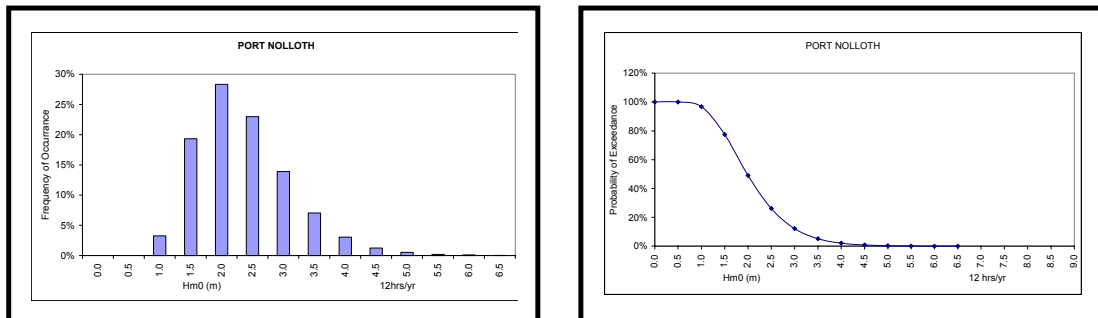 PORT NOLLOTH
30%
25%
20%
15%
10%
5%
0%
Frequency of Occurrance
0.0 0.5 1.0 1.5 2.0 2.5 3.0 3.5 4.0 4.5 5.0 5.5 6.0 6.5
Hm0 (m) 12hrs/yr
PORT NOLLOTH
120%
100%
80%
60%
40%
20%
0%
Probability of Exceedance
0.0 0.5 1.0 1.5 2.0 2.5 3.0 3.5 4.0 4.5 5.0 5.5 6.0 6.5 7.0 7.5 8.0 8.5 9.0
Hm0 (m) 12 hrs/yr